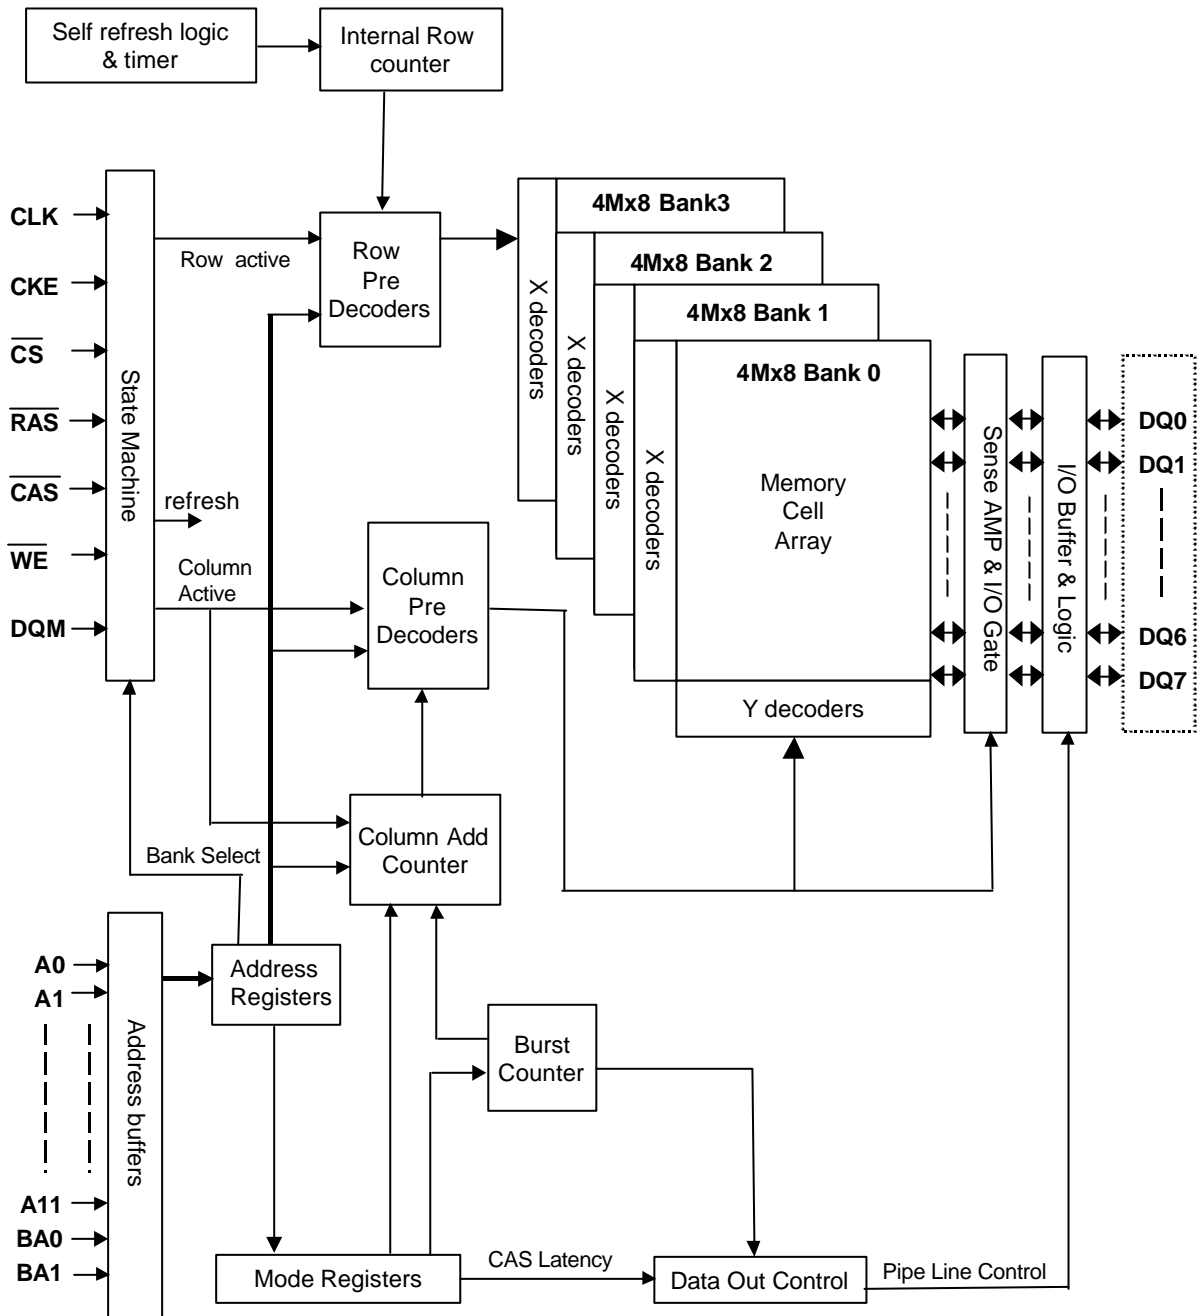 Self refresh logic
& timer
Internal Row
counter
CLK
CKE
CS
RAS
CAS
WE
DQM
State Machine
Row active
refresh
Column
Active
Row
Pre
Decoders
Column
Pre
Decoders
X decoders
X decoders
X decoders
X decoders
4Mx8 Bank3
4Mx8 Bank 2
4Mx8 Bank 1
4Mx8 Bank 0
Memory
Cell
Array
Y decoders
Sense AMP & I/O Gate
I/O Buffer & Logic
DQ0
DQ1
DQ6
DQ7
Column Add
Counter
Bank Select
A0
A1
A11
BA0
BA1
Address buffers
Address
Registers
Burst
Counter
Mode Registers
CAS Latency
Data Out Control
Pipe Line Control